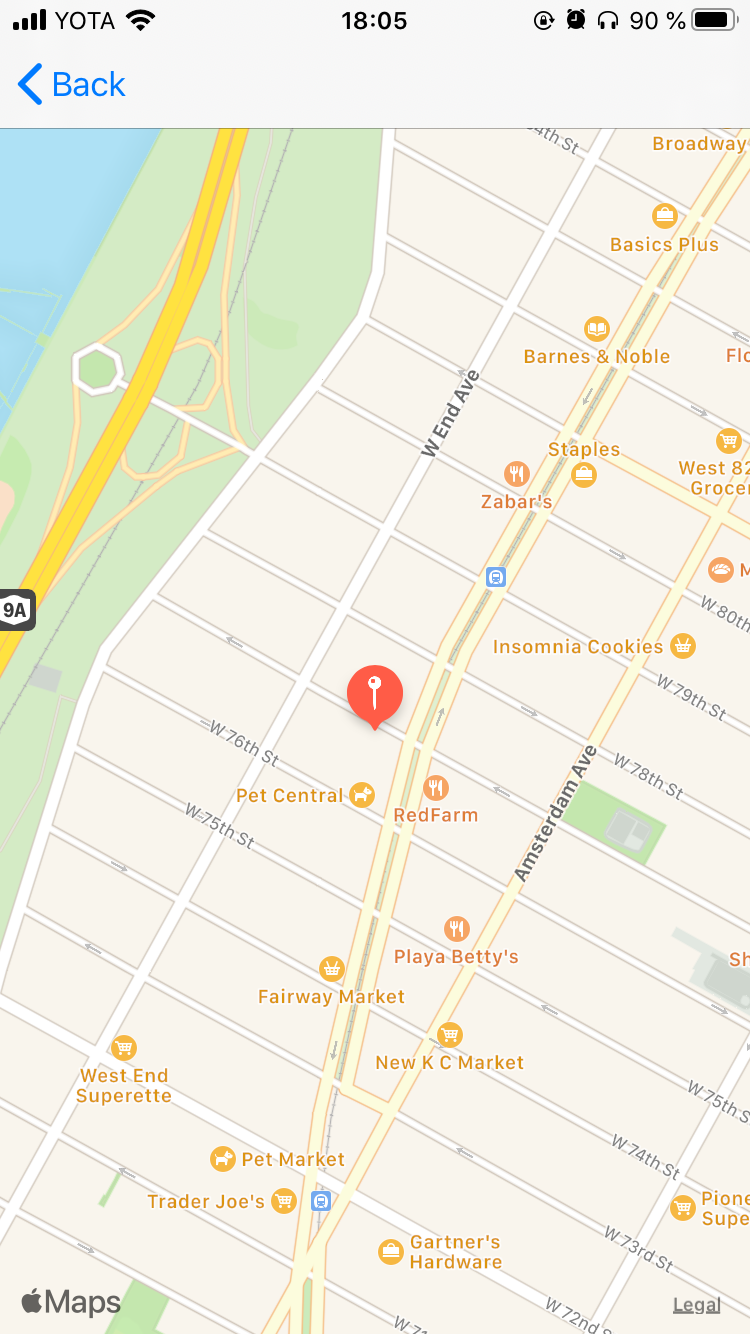 YOTA
18:05
90 %
Back
84th St
Broadway
Basics Plus
Barnes & Noble
Flo
W End Ave
Staples
West 82
Grocer
Zabar's
M
W 80th
Insomnia Cookies
W 79th St
W 78th St
9A
W 76th St
Amsterdam Ave
Pet Central
RedFarm
W 75th St
Playa Betty's
Sh
Fairway Market
New K C Market
West End
Superette
W 75th S
W 74th St
Pet Market
Trader Joe's
Pione
Supe
W 73rd St
Gartner's
Hardware
Maps
Legal
W 72nd S
W 71